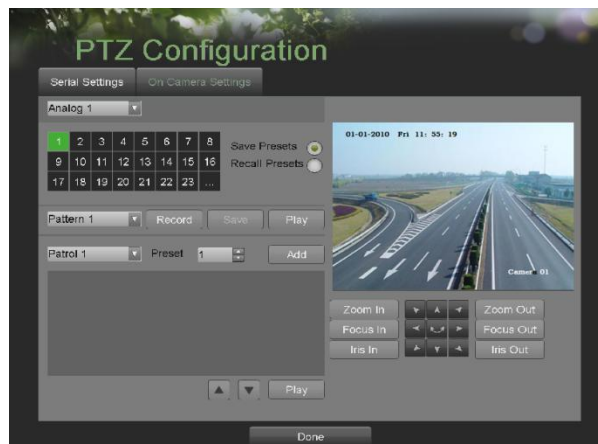 PTZ Configuration
Serial Settings On Camera Settings
Analog 1
1 2 3 4 5 6 7 8
9 10 11 12 13 14 15 16
17 18 19 20 21 22 23 ...
Save Presets
Recall Presets
Pattern 1 Record Save Play
Patrol 1 Preset 1 Add
Play
01-01-2010 Fri 11: 55: 19
Camera 01
Zoom In Zoom Out
Focus In Focus Out
Iris In Iris Out
Done